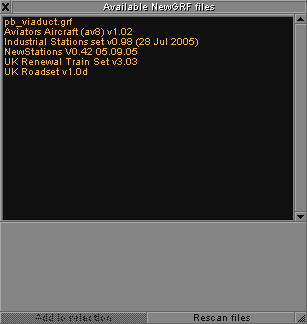 Available NewGRF files
pb_viaduct.grf
Aviators Aircraft (av8) v1.02
Industrial Stations set v0.98 (28 Jul 2005)
NewStations V0.42 05.09.05
UK Renewal Train Set v3.03
UK Roadset v1.0d
Add to selection Rescan files